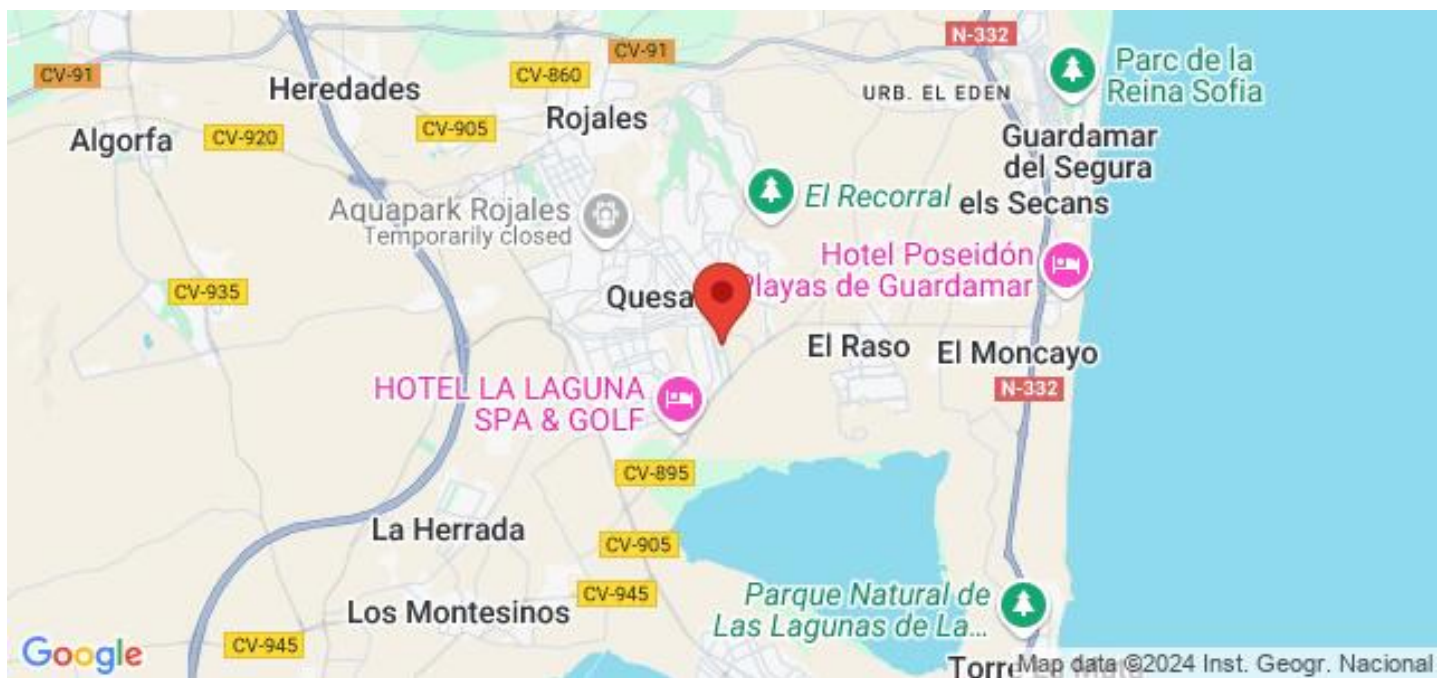 N-332
CV-91
Parc de la
Reina Sofia
CV-91
CV-860
Heredades
URB. EL EDEN
Rojales
CV-905
Algorfa
CV-920
Guardamar
del Segura
El Recorral
els Secans
Aquapark Rojales
Temporarily closed
Hotel Poseidón
Playas de Guardamar
CV-935
Quesa
El Raso
El Moncayo
HOTEL LA LAGUNA
SPA & GOLF
N-332
CV-895
La Herrada
CV-905
CV-945
Parque Natural de
Las Lagunas de La...
Los Montesinos
CV-945
Google
Torre
Map data ©2024 Inst. Geogr. Nacional